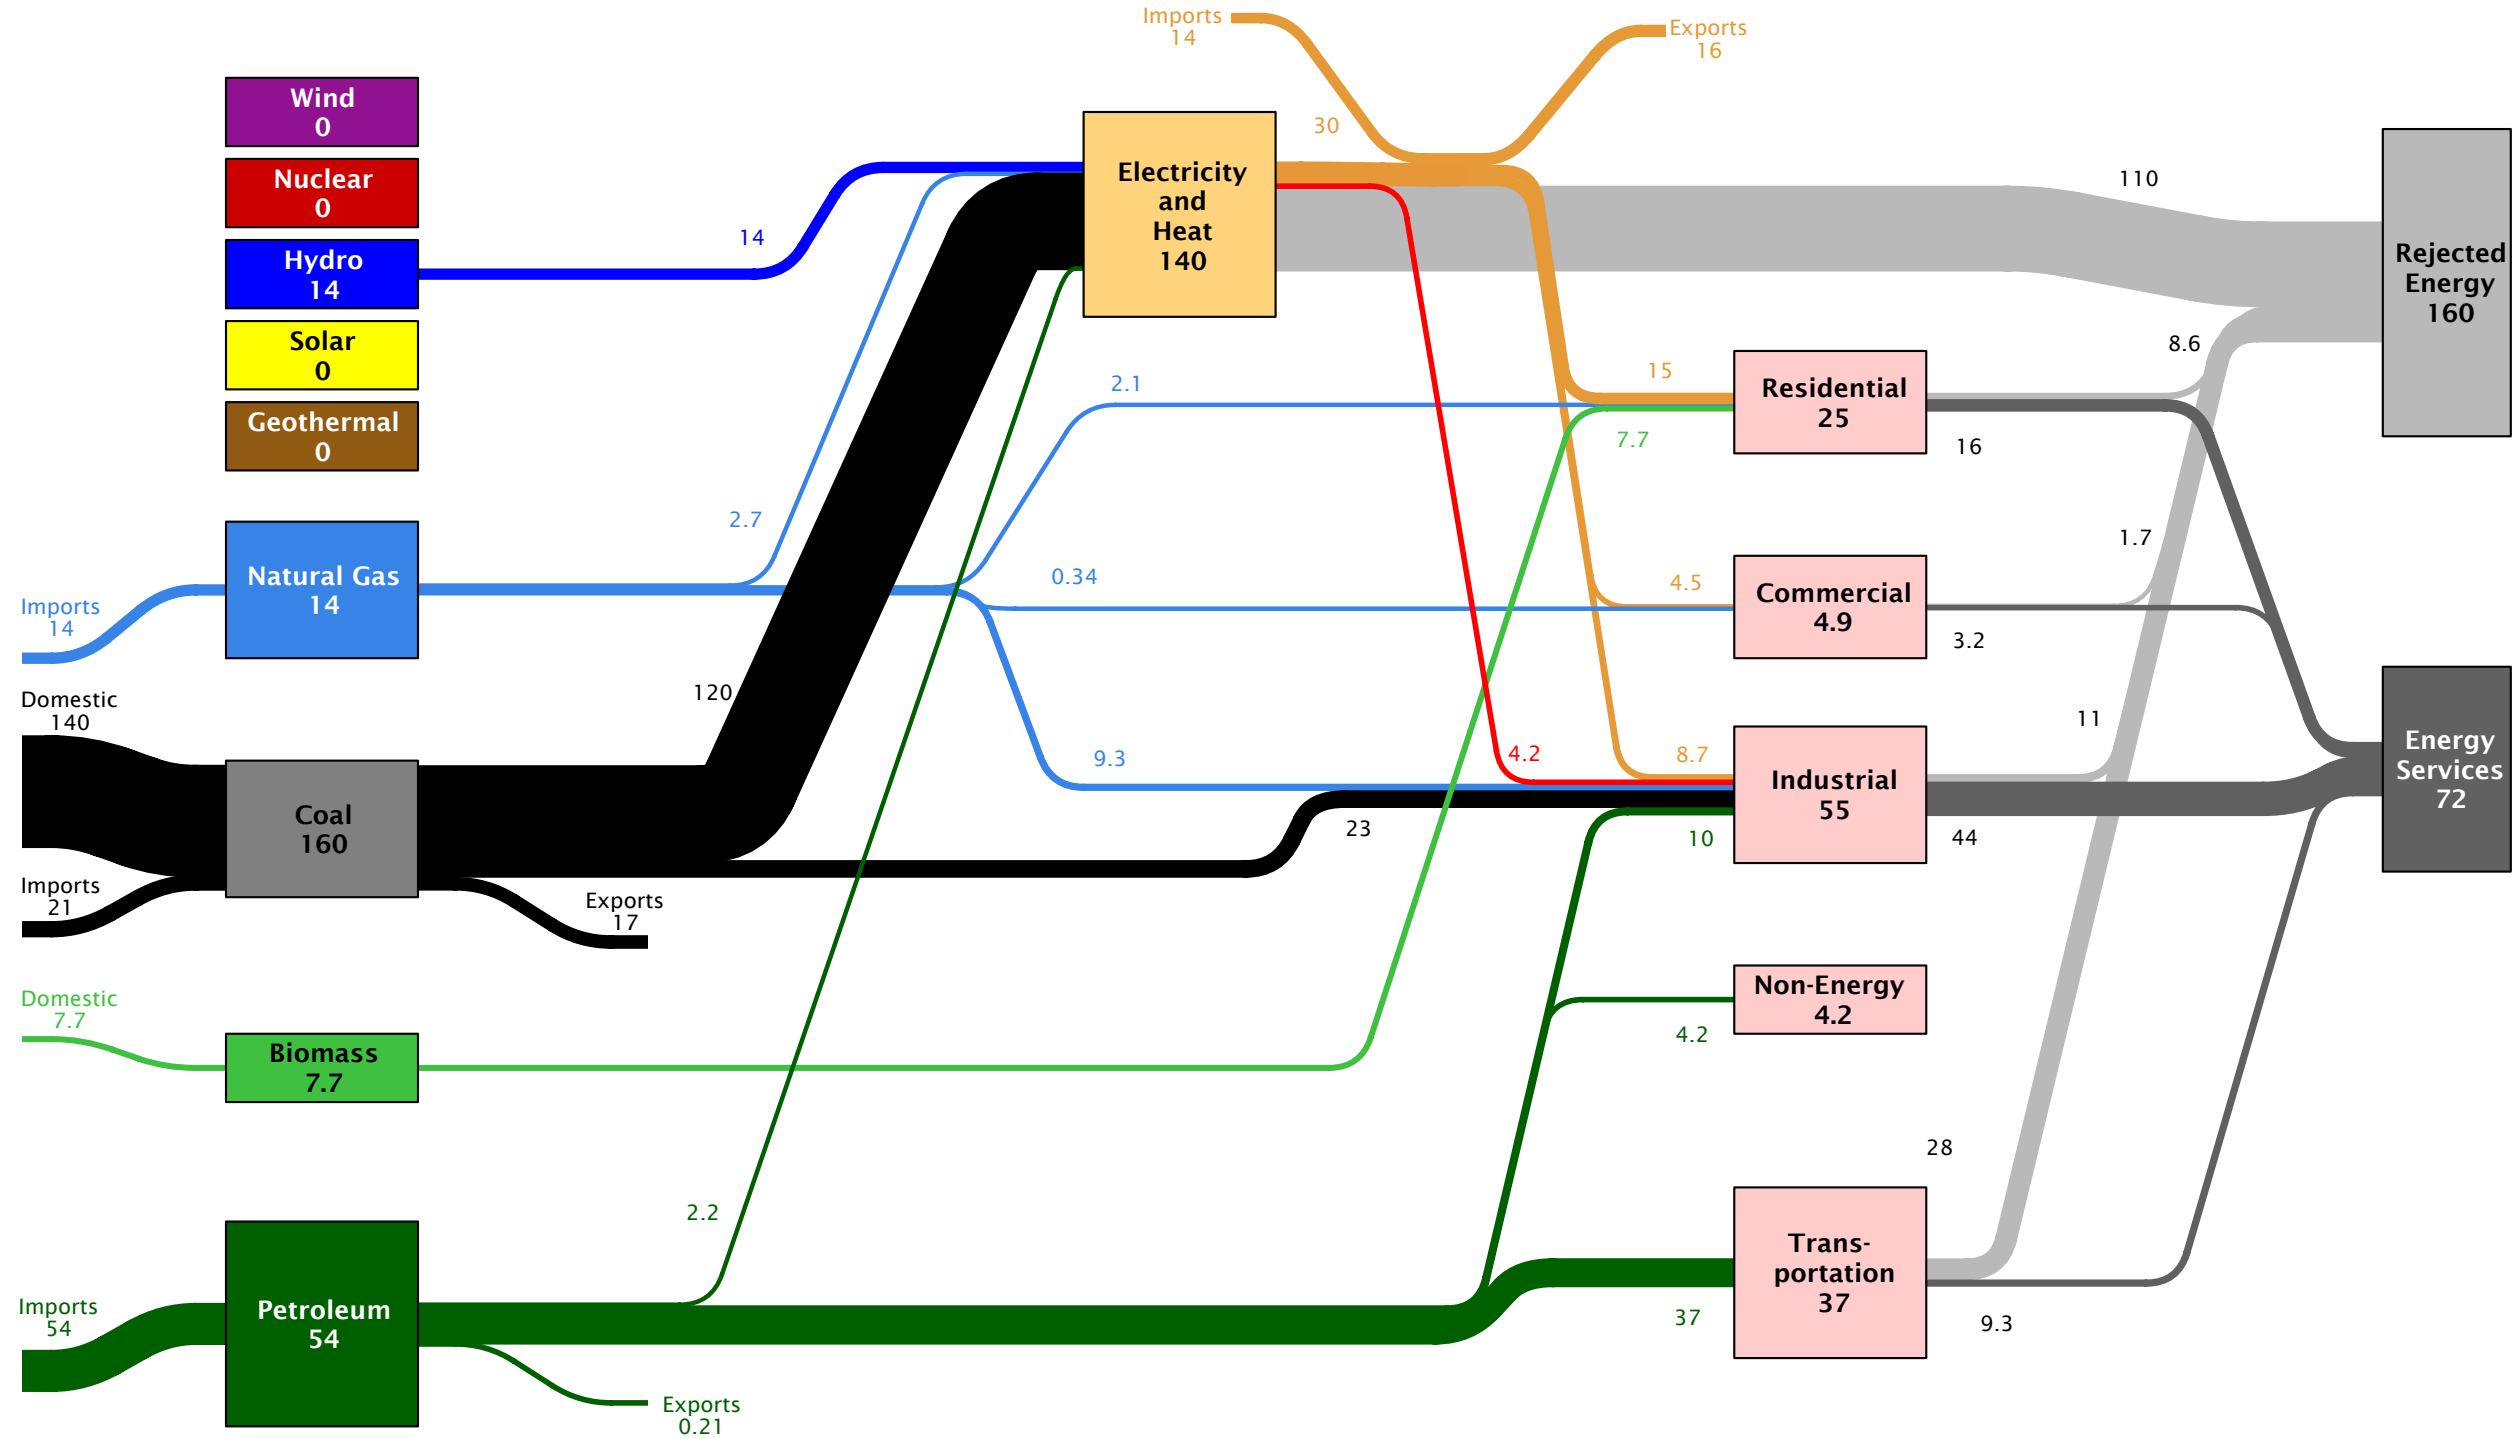 Imports
14
Exports
16
Wind
0
Nuclear
0
Hydro
14
Solar
0
Geothermal
0
14
Electricity
and
Heat
140
30
110
Rejected
Energy
160
8.6
2.1
15
Residential
25
7.7
16
2.7
Natural Gas
14
Imports
14
0.34
4.5
Commercial
4.9
1.7
3.2
Domestic
140
120
Coal
160
Imports
21
Exports
17
9.3
4.2
8.7
Industrial
55
11
23
10
44
Energy
Services
72
Domestic
7.7
Biomass
7.7
Non-Energy
4.2
4.2
2.2
28
Imports
54
Petroleum
54
Trans-
portation
37
37
9.3
Exports
0.21